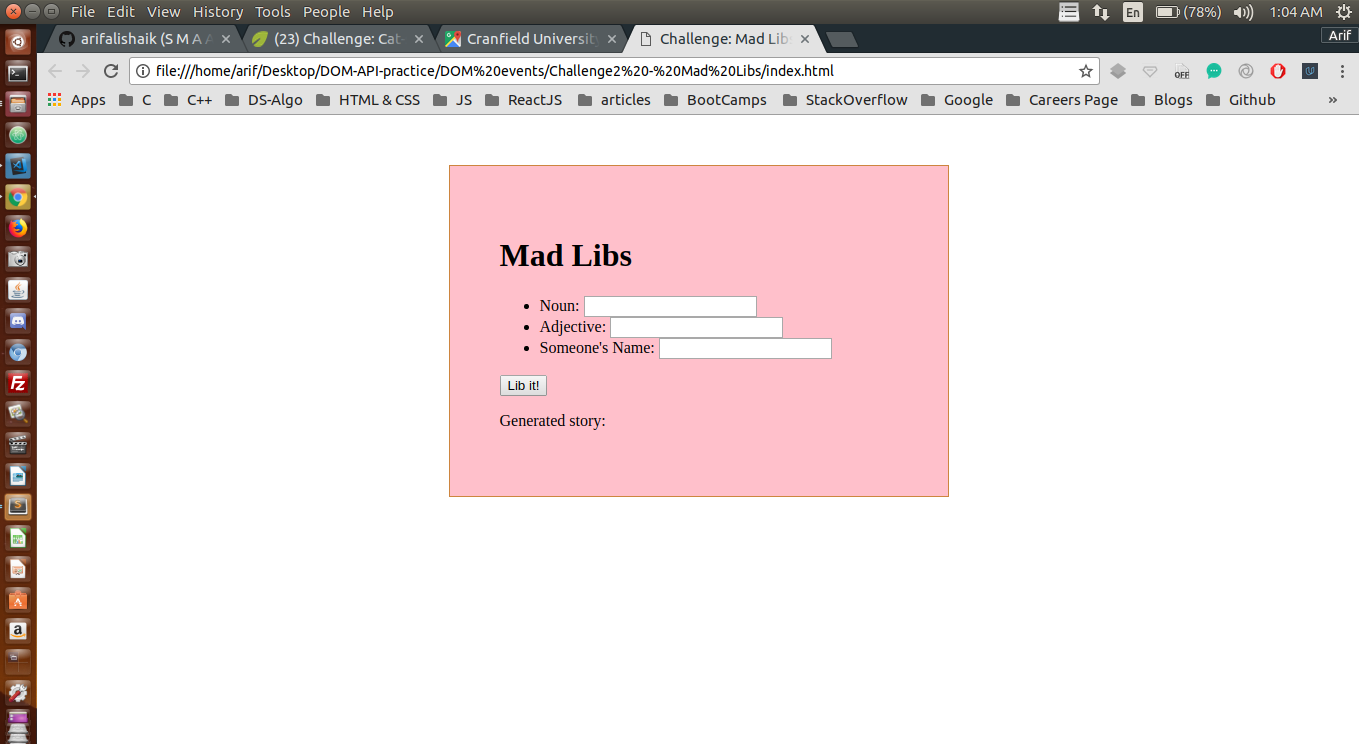 File Edit View History Tools People Help
En (78%) 1:04 AM
arifalishaik (S M A A
(23) Challenge: Cat-
Cranfield University
Challenge: Mad Libs
Arif
file:///home/arif/Desktop/DOM-API-practice/DOM%20events/Challenge2%20-%20Mad%20Libs/index.html
OFF
Apps C C++ DS-Algo HTML & CSS JS ReactJS articles BootCamps StackOverflow Google Careers Page Blogs Github »
Mad Libs
• Noun:
• Adjective:
• Someone's Name:
Lib it!
Generated story: